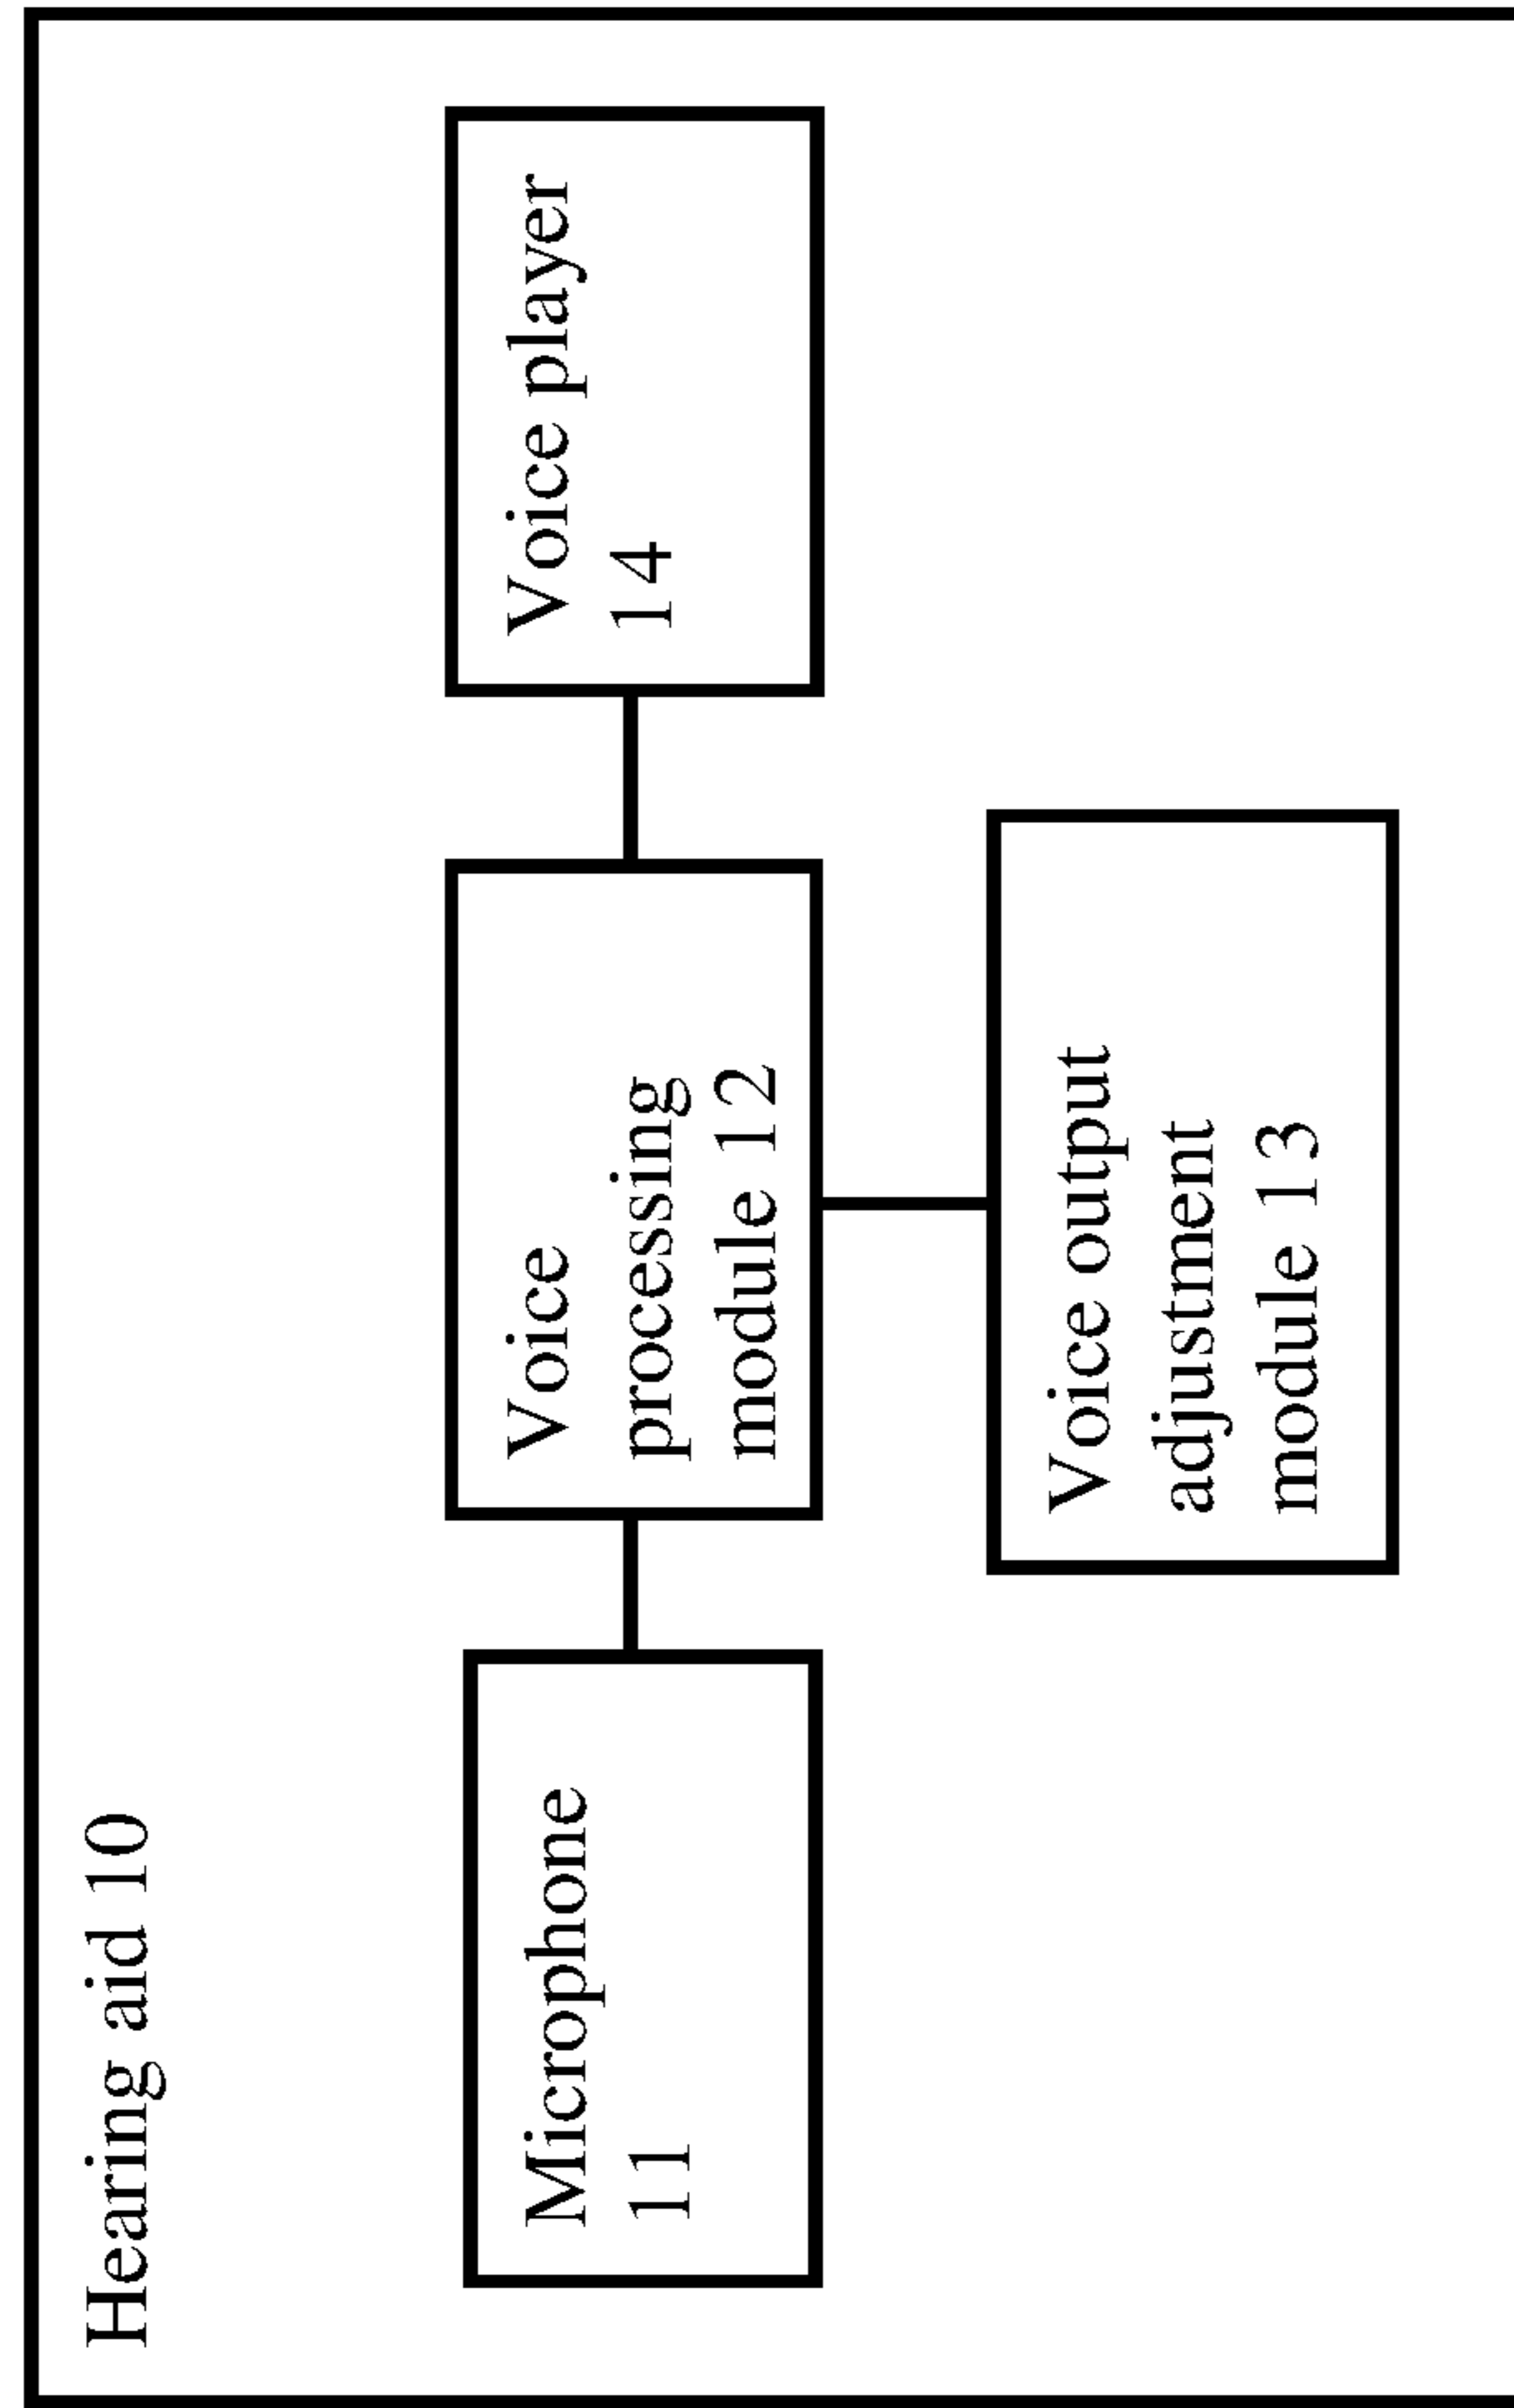 Hearing aid 10
Microphone
11
Voice
processing
module 12
Voice player
14
Voice output
adjustment
module 13